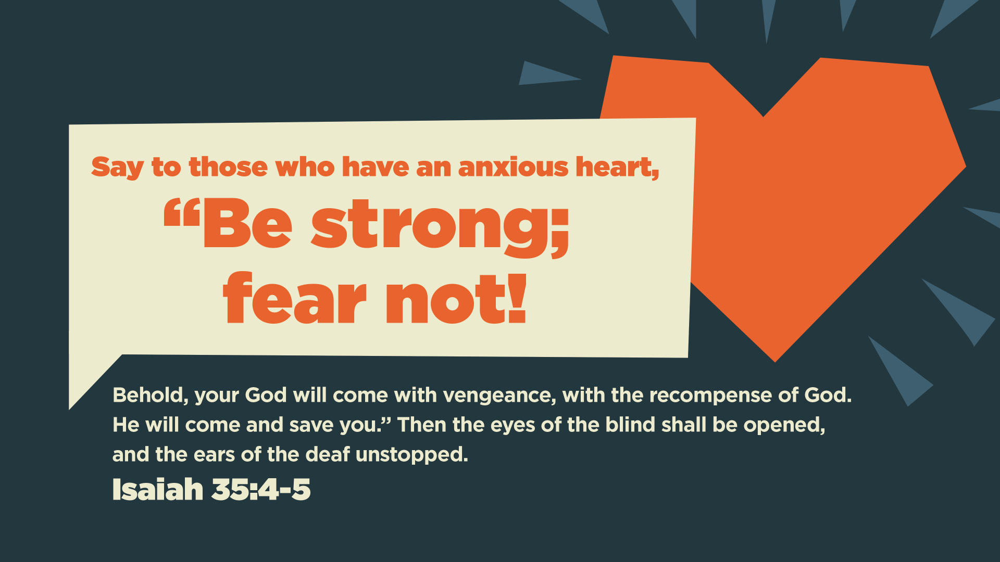 Say to those who have an anxious heart,
“Be strong;
fear not!
Behold, your God will come with vengeance, with the recompense of God.
He will come and save you.” Then the eyes of the blind shall be opened,
and the ears of the deaf unstopped.
Isaiah 35:4-5